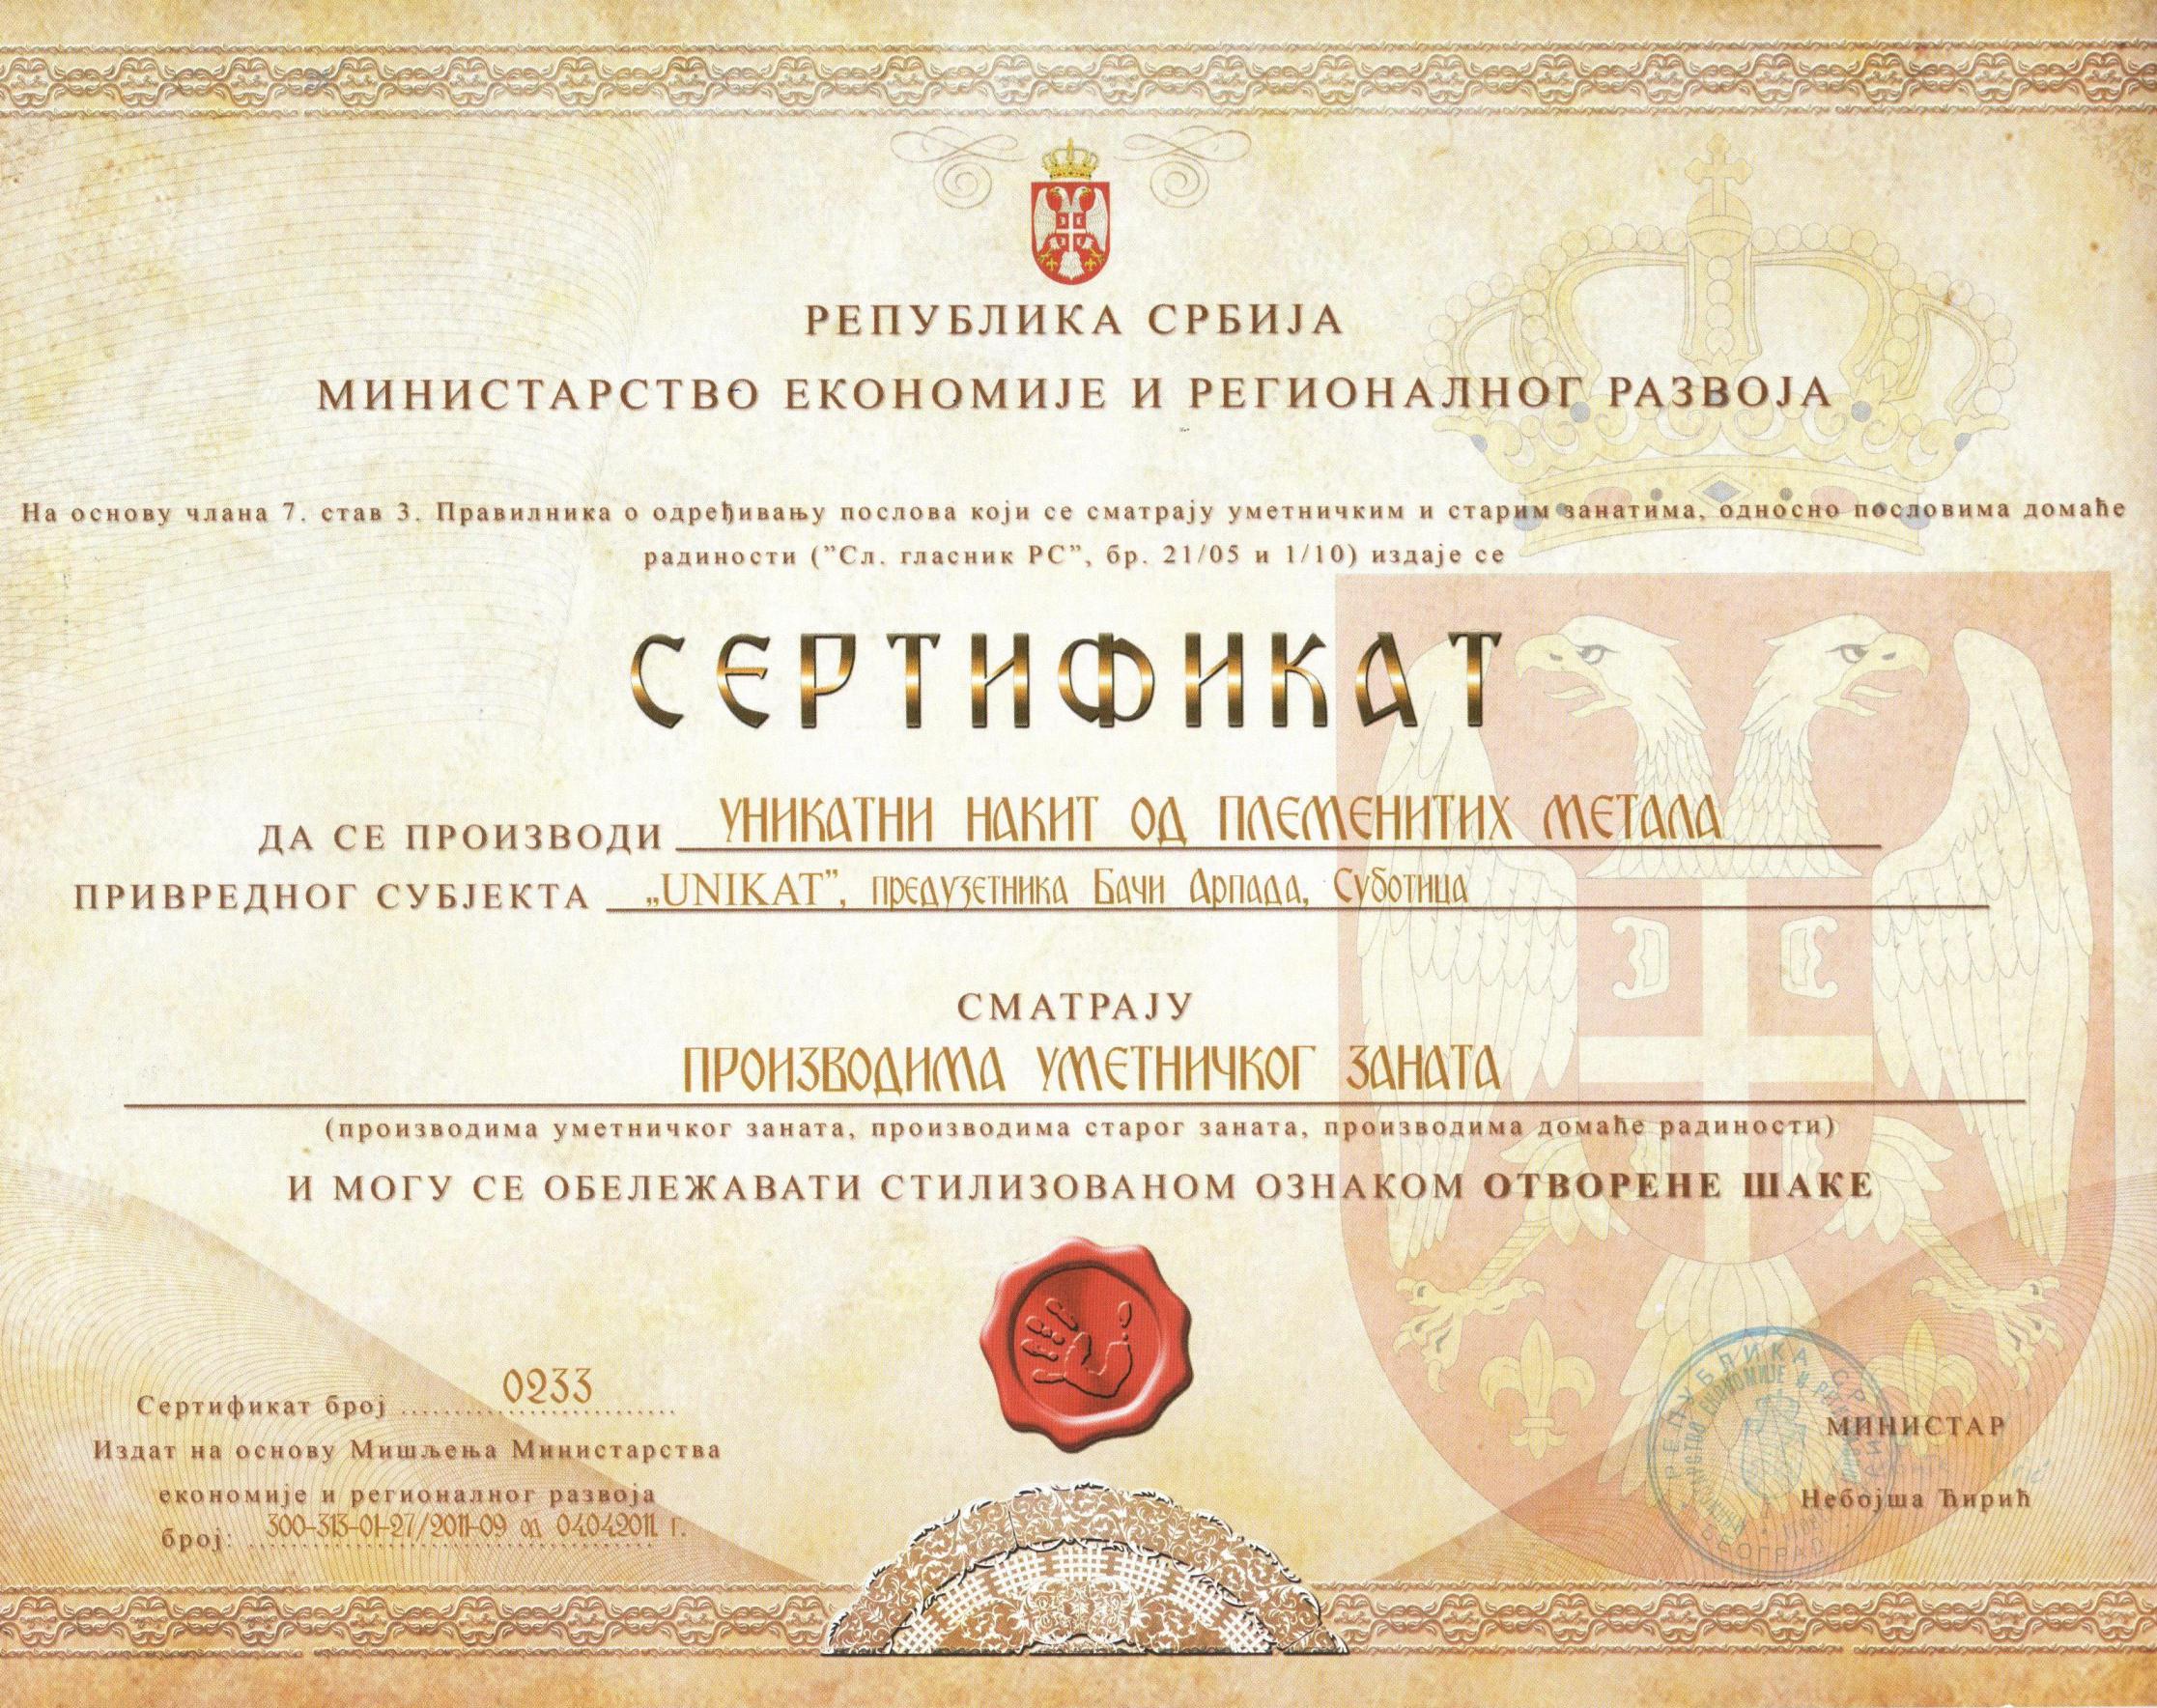 РЕПУБЛИКА СРБИЈА
МИНИСТАРСТВО ЕКОНОМИЈЕ И РЕГИОНАЛНОГ РАЗВОЈА
На основу члана 7. став 3. Правилника о одређивању послова који се сматрају уметничким и старим занатима, односно пословима домаће
радиности ("Сл. гласник РС", бр. 21/05 и 1/10) издаје се
СЕРТИФИКАТ
ДА СЕ ПРОИЗВОДИ УНИКАТНИ НАКИТ ОД ПЛЕМЕНИТИХ МЕТАЛА
ПРИВРЕДНОГ СУБЈЕКТА „UNIKAT”, предузетника Бачи Арпада, Суботица
СМАТРАЈУ
ПРОИЗВОДИМА УМЕТНИЧКОГ ЗАНАТА
(производима уметничког заната, производима старог заната, производима домаће радиности)
И МОГУ СЕ ОБЕЛЕЖАВАТИ СТИЛИЗОВАНОМ ОЗНАКОМ ОТВОРЕНЕ ШАКЕ
Сертификат број 0233
Издат на основу Мишљења Министарства
економије и регионалног развоја
број: 300-313-01-27/2011-09 од 04.04.2011. г.
МИНИСТАР
Небојша Ћирић
РЕПУБЛИКА СРБИЈА
БЕОГРАД